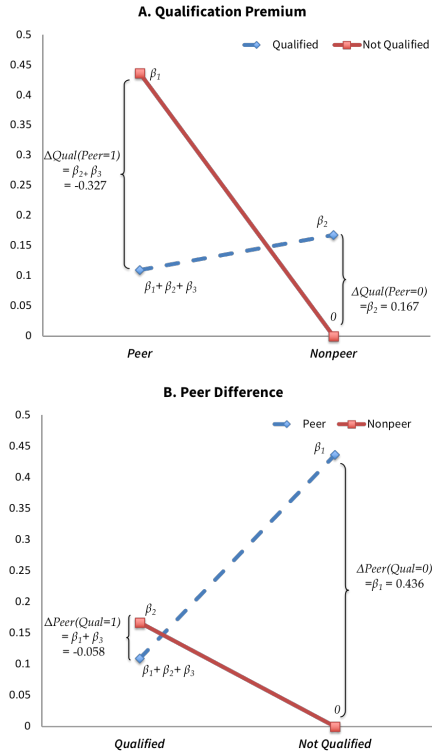 A. Qualification Premium
0.5
Qualified
Not Qualified
0.45
β1
0.4
0.35
ΔQual(Peer=1)
= β2+ β3
= -0.327
0.3
0.25
0.2
β2
0.15
ΔQual(Peer=0)
=β2 = 0.167
0.1
β1+ β2 + β3
0.05
0
0
Peer
Nonpeer
B. Peer Difference
0.5
Peer
Nonpeer
0.45
β1
0.4
0.35
0.3
ΔPeer(Qual=0)
=β1 = 0.436
0.25
0.2
β2
ΔPeer(Qual=1)
= β1+ β3
= -0.058
0.15
0.1
β1+ β2 + β3
0.05
0
0
Qualified
Not Qualified